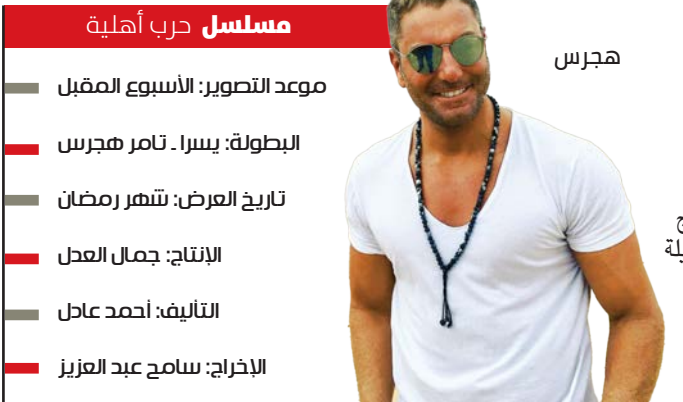 مسلسل حرب أهلية
موعد التصوير: الأسبوع المقبل
البطولة: يسرا ـ تامر هجرس
تاريخ العرض: شهر رمضان
الإنتاج: جمال العدل
التأليف: أحمد عادل
الإخراج: سامح عبد العزيز
هجرس